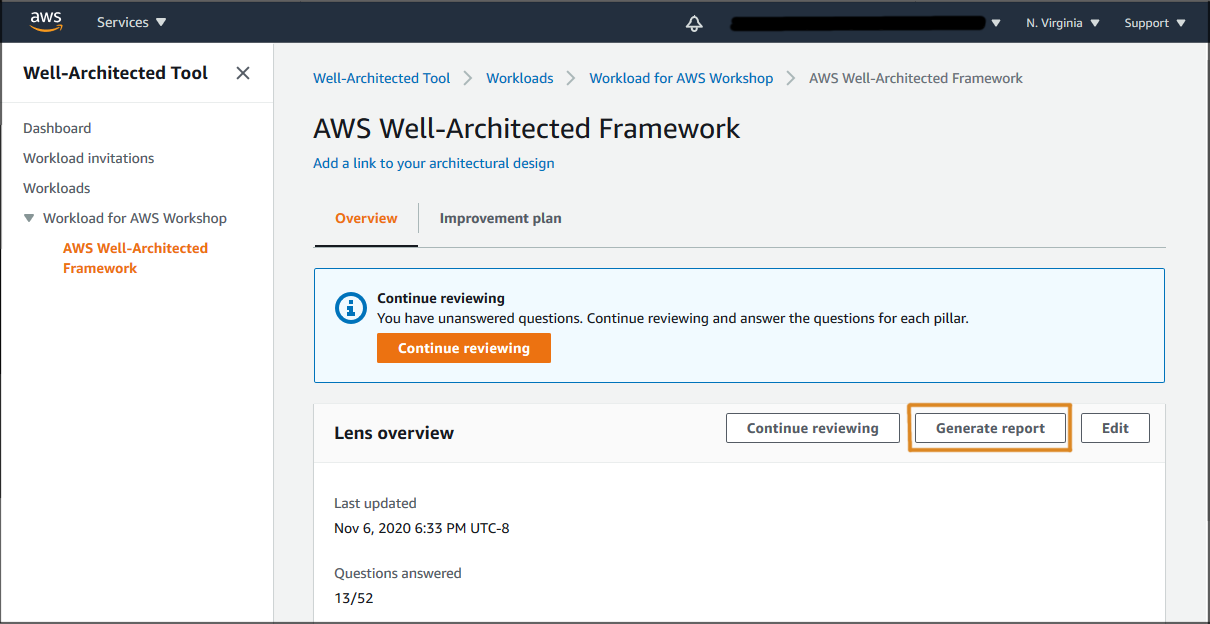 aws
Services
N. Virginia
Support
Well-Architected Tool
Dashboard
Workload invitations
Workloads
Workload for AWS Workshop
AWS Well-Architected
Framework
Well-Architected Tool
Workloads
Workload for AWS Workshop
AWS Well-Architected Framework
AWS Well-Architected Framework
Add a link to your architectural design
Overview
Improvement plan
Continue reviewing
You have unanswered questions. Continue reviewing and answer the questions for each pillar.
Continue reviewing
Lens overview
Continue reviewing
Generate report
Edit
Last updated
Nov 6, 2020 6:33 PM UTC-8
Questions answered
13/52